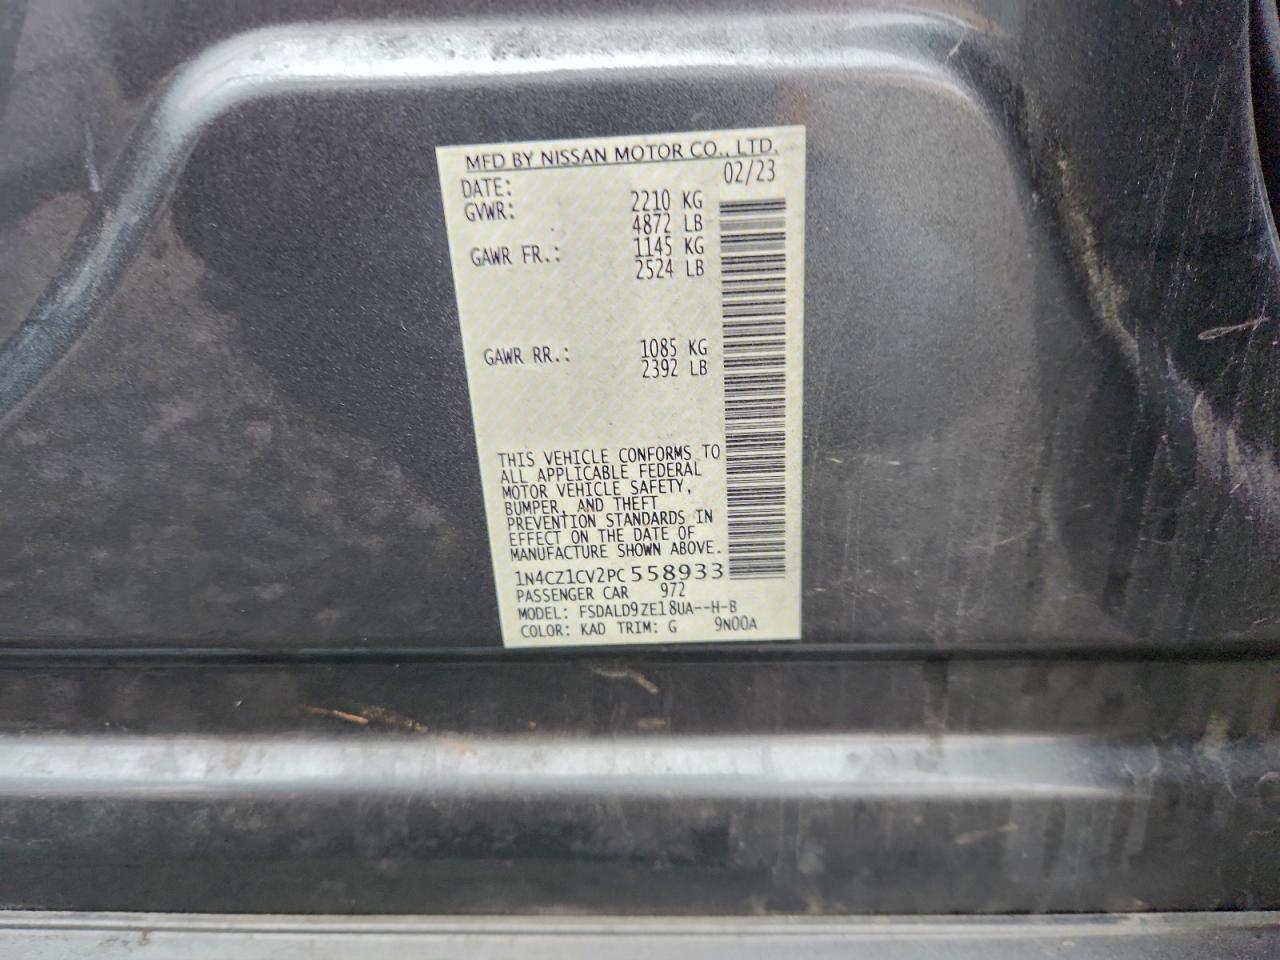 MFD BY NISSAN MOTOR CO., LTD.
DATE: 02/23
GVWR: 2210 KG
4872 LB
GAWR FR.: 1145 KG
2524 LB
GAWR RR.: 1085 KG
2392 LB
THIS VEHICLE CONFORMS TO
ALL APPLICABLE FEDERAL
MOTOR VEHICLE SAFETY,
BUMPER, AND THEFT
PREVENTION STANDARDS IN
EFFECT ON THE DATE OF
MANUFACTURE SHOWN ABOVE.
1N4CZ1CV2PC558933
PASSENGER CAR 972
MODEL: FSDALD9ZE18UA--H-B
COLOR: KAD TRIM: G 9N00A